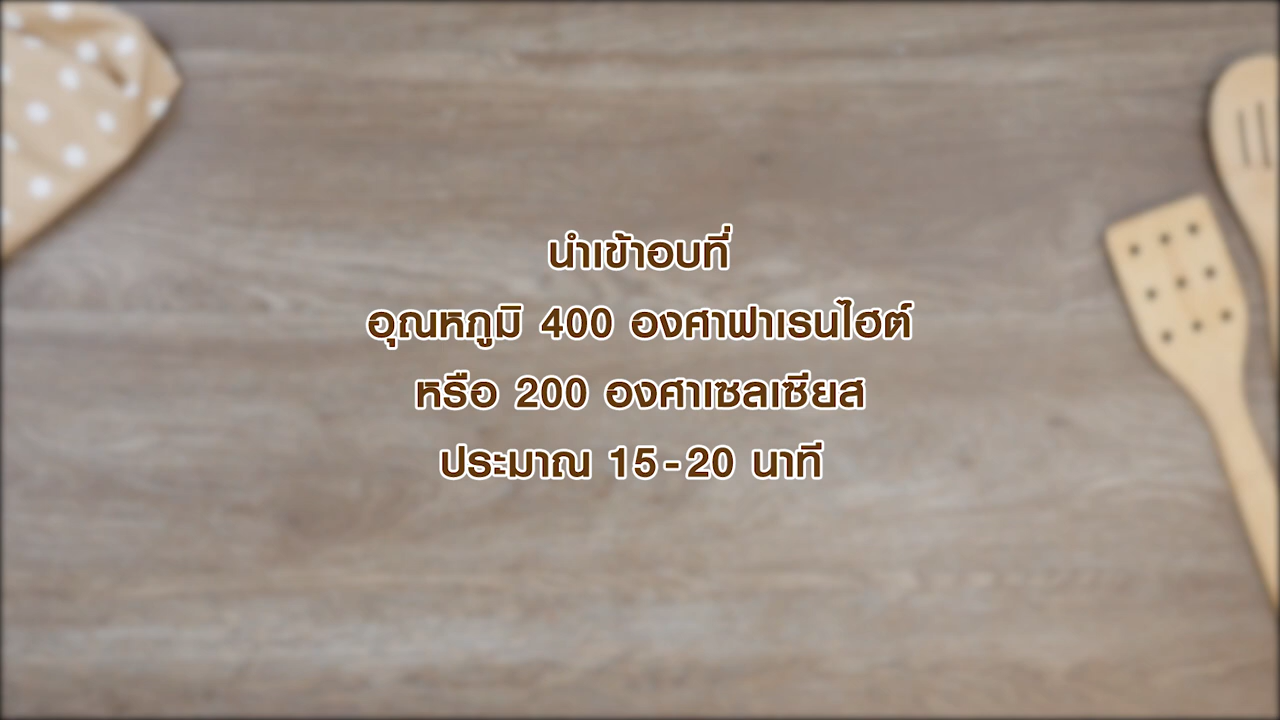 นำเข้าอบที่
อุณหภูมิ 400 องศาฟาเรนไฮต์
หรือ 200 องศาเซลเซียส
ประมาณ 15-20 นาที